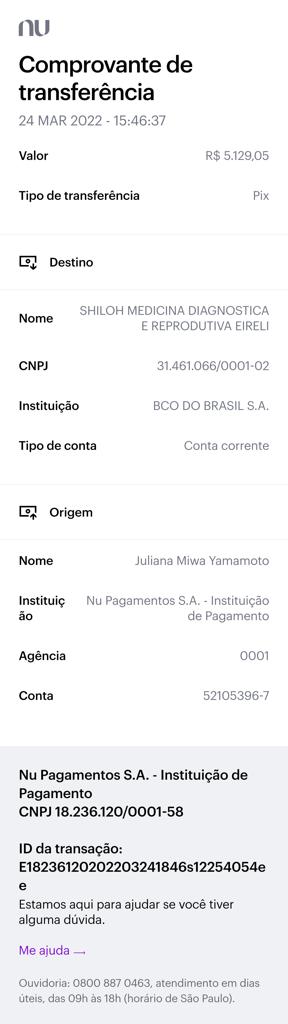 nu
Comprovante de
transferência
24 MAR 2022 - 15:46:37
Valor R$ 5.129,05
Tipo de transferência Pix
Destino
Nome SHILOH MEDICINA DIAGNOSTICA
E REPRODUTIVA EIRELI
CNPJ 31.461.066/0001-02
Instituição BCO DO BRASIL S.A.
Tipo de conta Conta corrente
Origem
Nome Juliana Miwa Yamamoto
Instituiç Nu Pagamentos S.A. - Instituição
ão de Pagamento
Agência 0001
Conta 52105396-7
Nu Pagamentos S.A. - Instituição de
Pagamento
CNPJ 18.236.120/0001-58
ID da transação:
E18236120202203241846s12254054e
e
Estamos aqui para ajudar se você tiver
alguma dúvida.
Me ajuda →
Ouvidoria: 0800 887 0463, atendimento em dias
úteis, das 09h às 18h (horário de São Paulo).